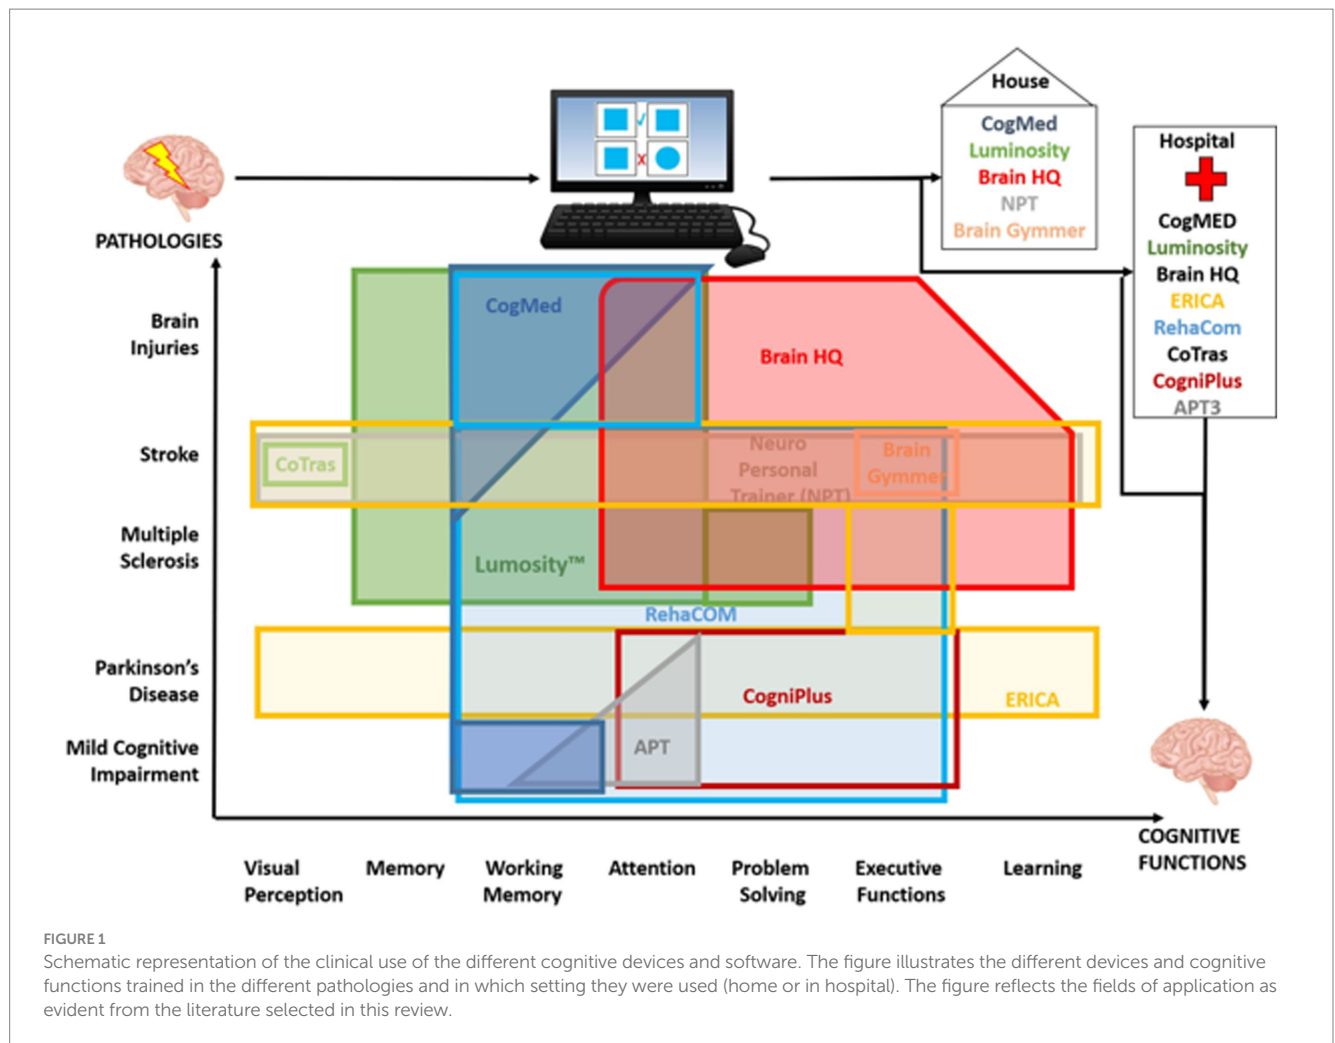 House
CogMed
Luminosity
Brain HQ
NPT
Brain Gymmer
Hospital
CogMED
Luminosity
Brain HQ
ERICA
RehaCom
CoTras
CogniPlus
APT3
PATHOLOGIES
Brain
Injuries
Stroke
Multiple
Sclerosis
Parkinson's
Disease
Mild Cognitive
Impairment
CogMed
Brain HQ
CoTras
Neuro
Personal
Trainer (NPT)
Brain
Gymmer
Lumosity™
RehaCOM
CogniPlus
ERICA
APT
COGNITIVE
FUNCTIONS
Visual
Perception
Memory
Working
Memory
Attention
Problem
Solving
Executive
Functions
Learning
FIGURE 1
Schematic representation of the clinical use of the different cognitive devices and software. The figure illustrates the different devices and cognitive
functions trained in the different pathologies and in which setting they were used (home or in hospital). The figure reflects the fields of application as
evident from the literature selected in this review.